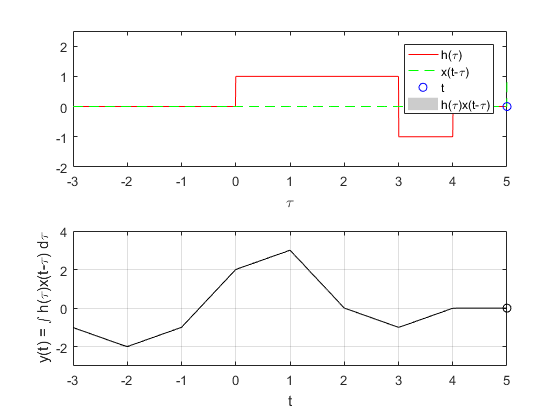 2
1
0
-1
-2
-3 -2 -1 0 1 2 3 4 5
τ
h(τ)
x(t-τ)
t
h(τ)x(t-τ)
4
2
0
-2
-3 -2 -1 0 1 2 3 4 5
t
y(t) = ∫ h(τ)x(t-τ) dτ